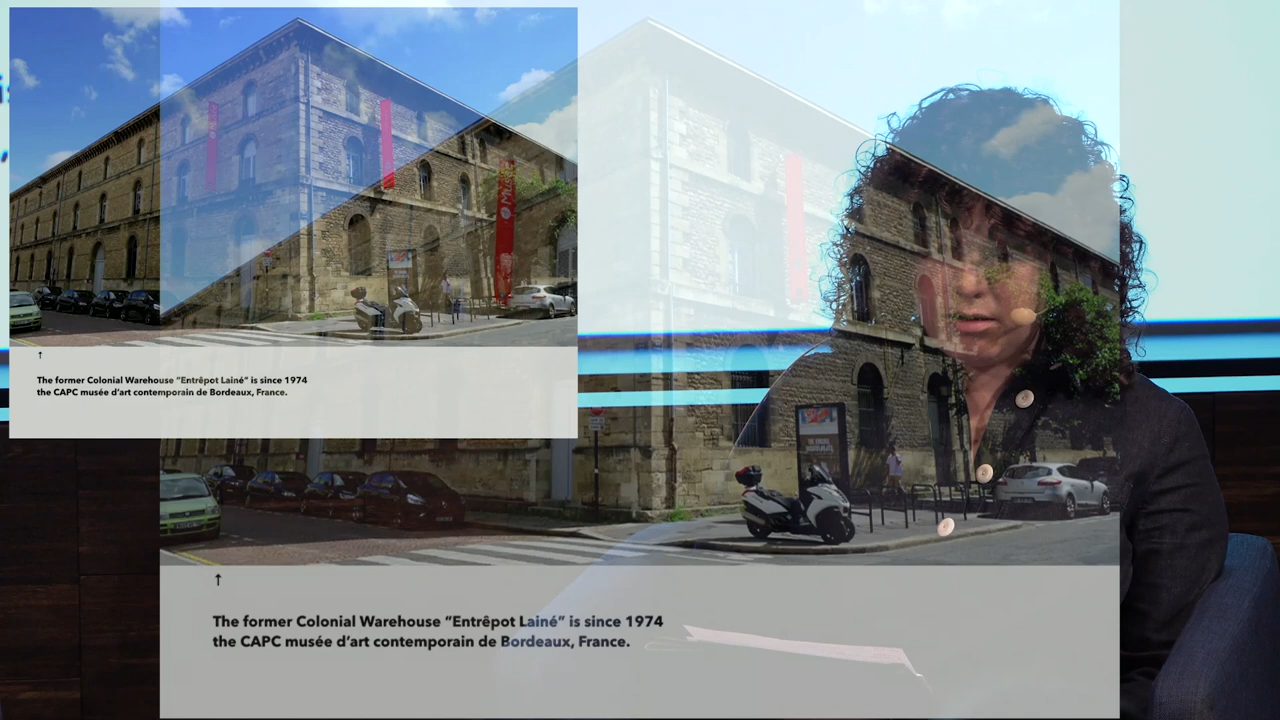 ↑
The former Colonial Warehouse “Entrêpot Lainé” is since 1974
the CAPC musée d’art contemporain de Bordeaux, France.
↑
The former Colonial Warehouse “Entrêpot Lainé” is since 1974
the CAPC musée d’art contemporain de Bordeaux, France.